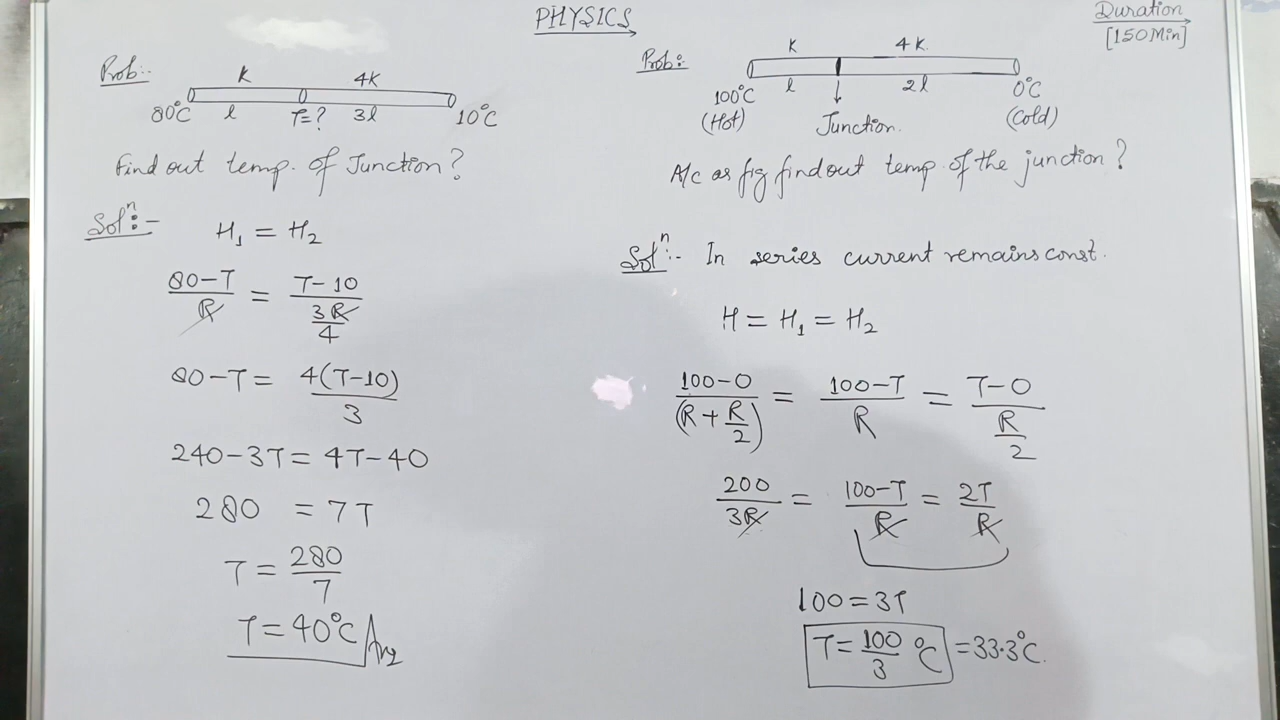 PHYSICS
Duration
[150 Min]
Prob:-
K 4K
80°C l T=? 3l 10°C
Find out temp. of Junction?
Solⁿ:-
H₁ = H₂
80-T/R = T-10/(3R/4)
80-T = 4(T-10)/3
240-3T = 4T-40
280 = 7T
T = 280/7
T = 40°C Ans
Prob:
K 4K.
l 2l
100°C (Hot) Junction. 0°C (Cold)
A/c as fig find out temp. of the junction?
Solⁿ:- In series current remains const.
H = H₁ = H₂
100-0/(R+R/2) = 100-T/R = T-0/(R/2)
200/3R = 100-T/R = 2T/R
100 = 3T
T = 100/3 °C = 33.3°C.